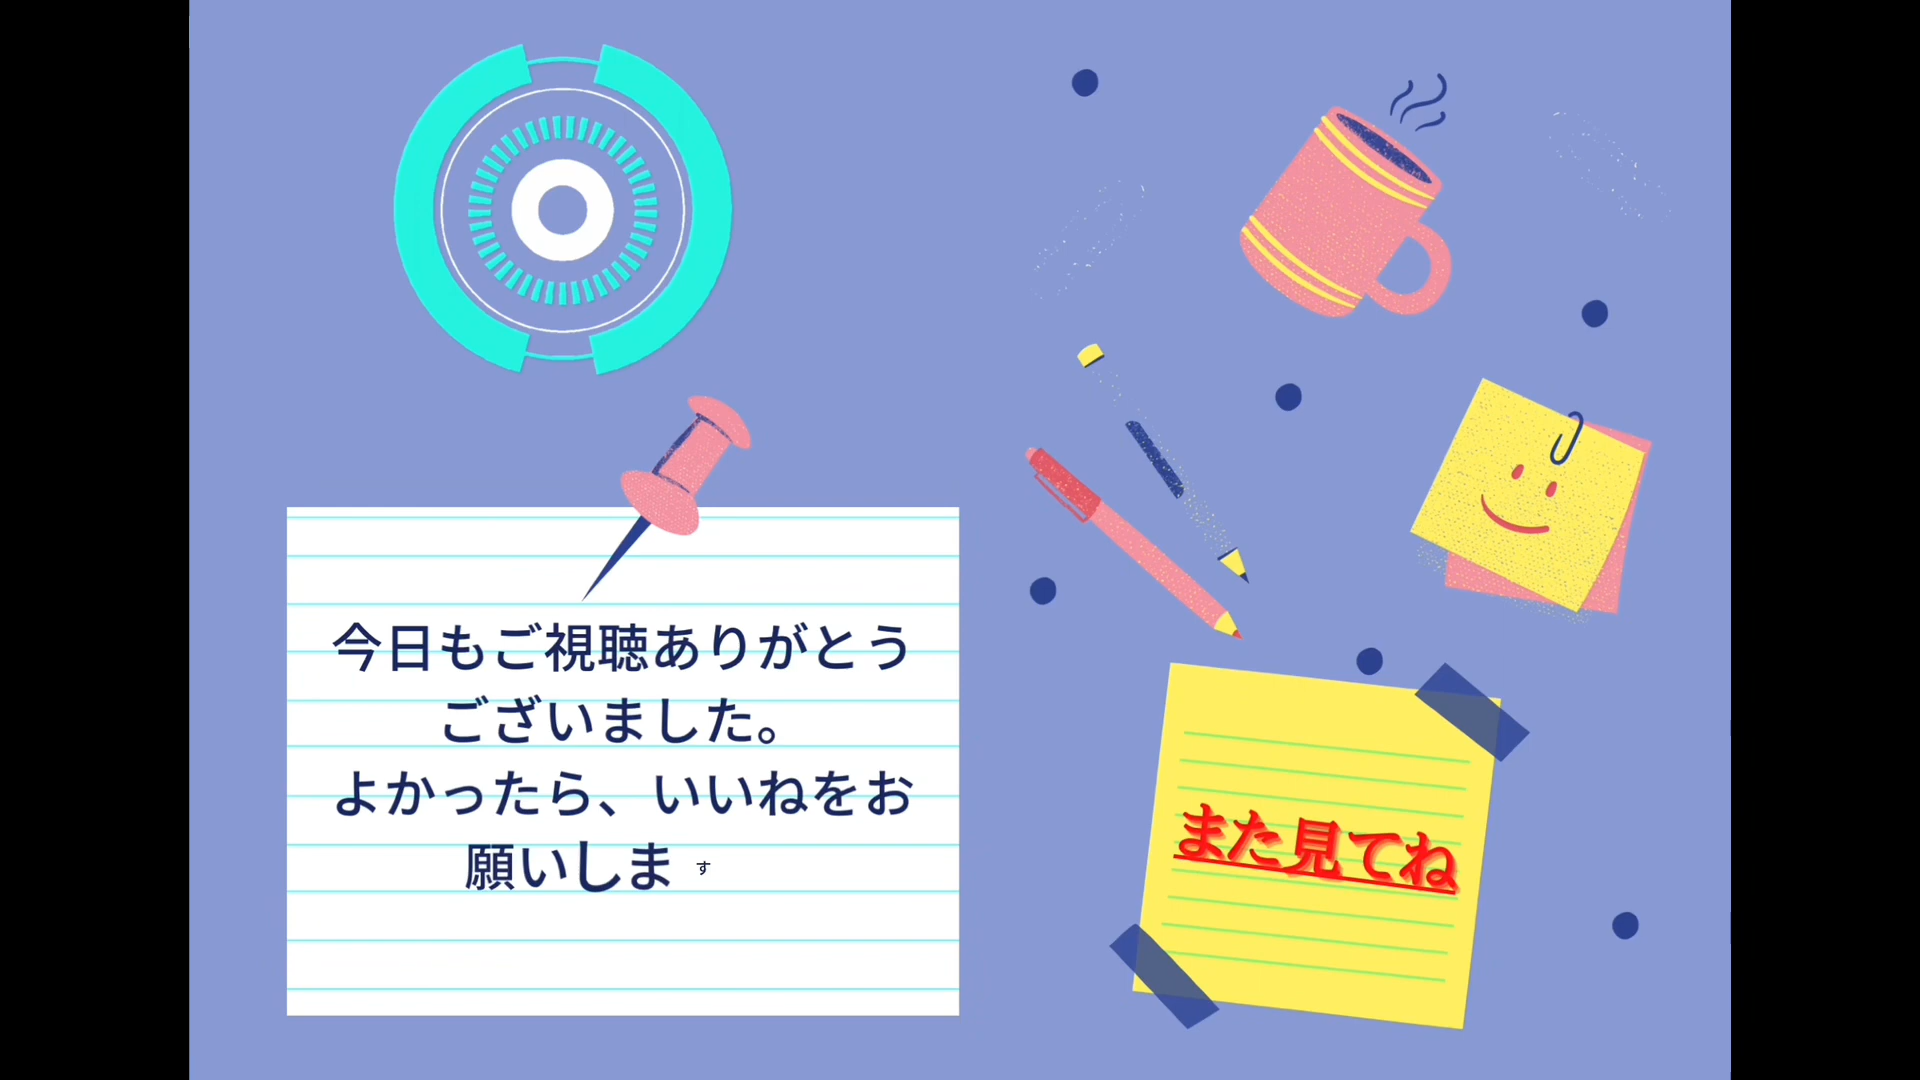 今日もご視聴ありがとう
ございました。
よかったら、いいねをお
願いします
また見てね